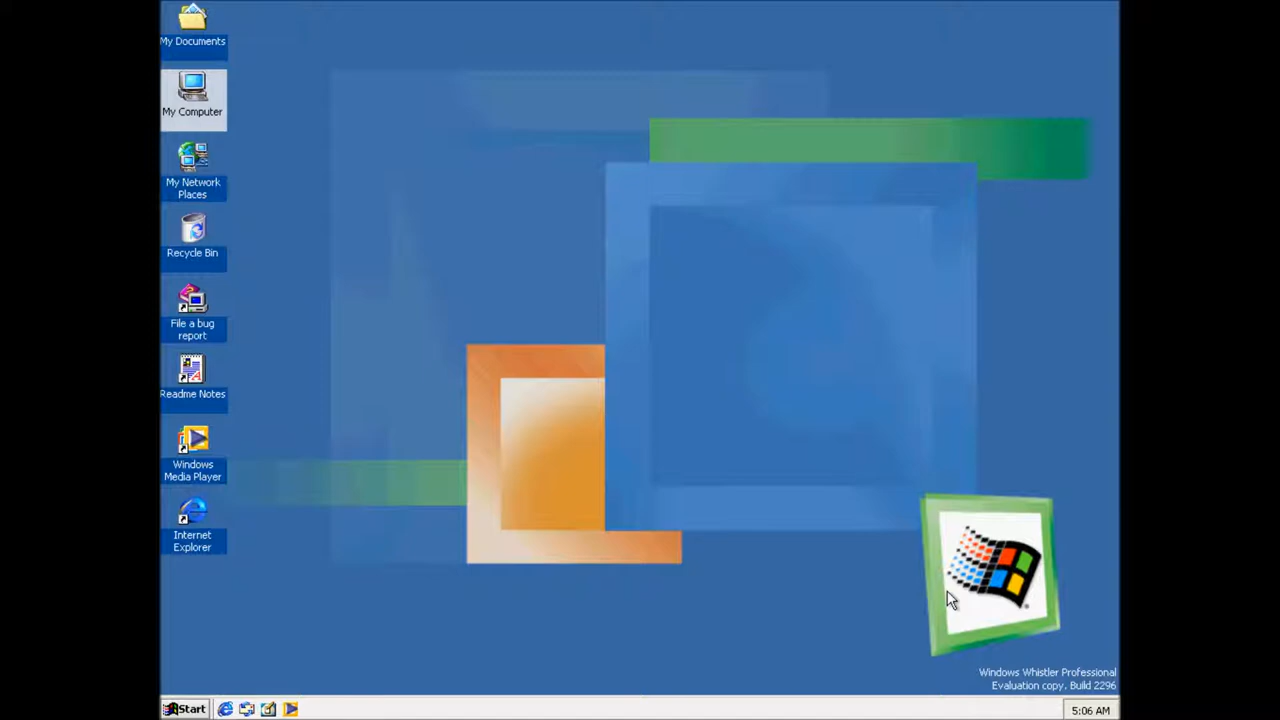 My Documents
My Computer
My Network
Places
Recycle Bin
File a bug
report
Readme Notes
Windows
Media Player
Internet
Explorer
Windows Whistler Professional
Evaluation copy, Build 2296
Start
5:06 AM